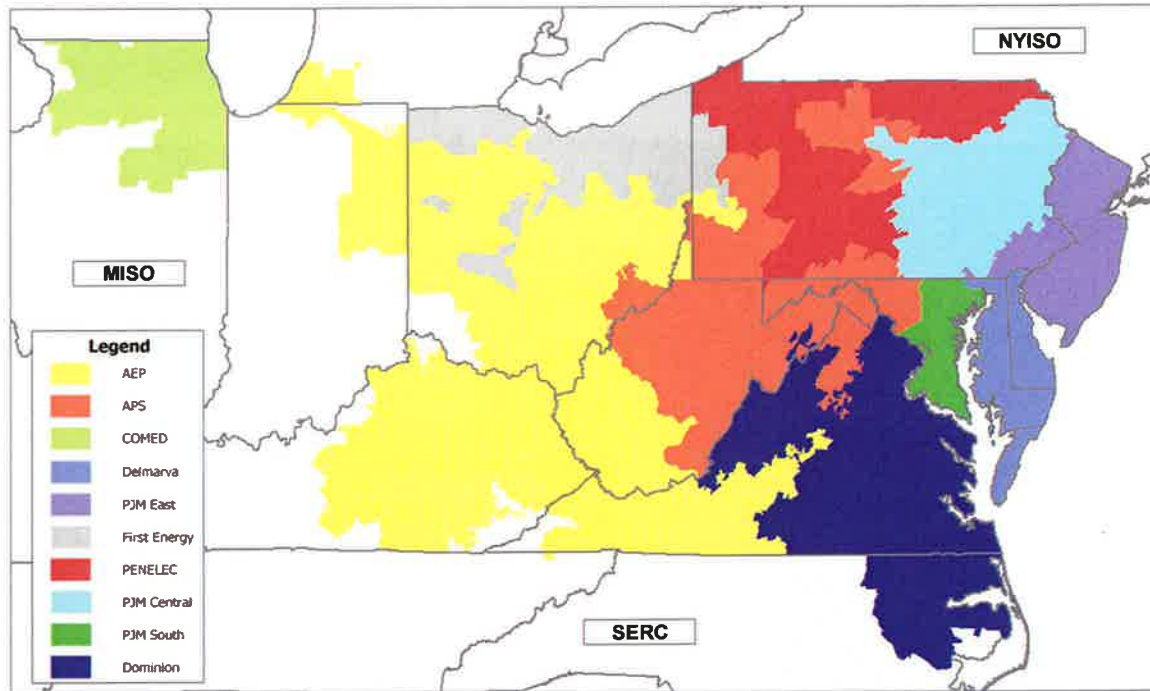 NYISO
MISO
Legend
AEP
APS
COMED
Delmarva
PJM East
First Energy
PENELEC
PJM Central
PJM South
Dominion
SERC